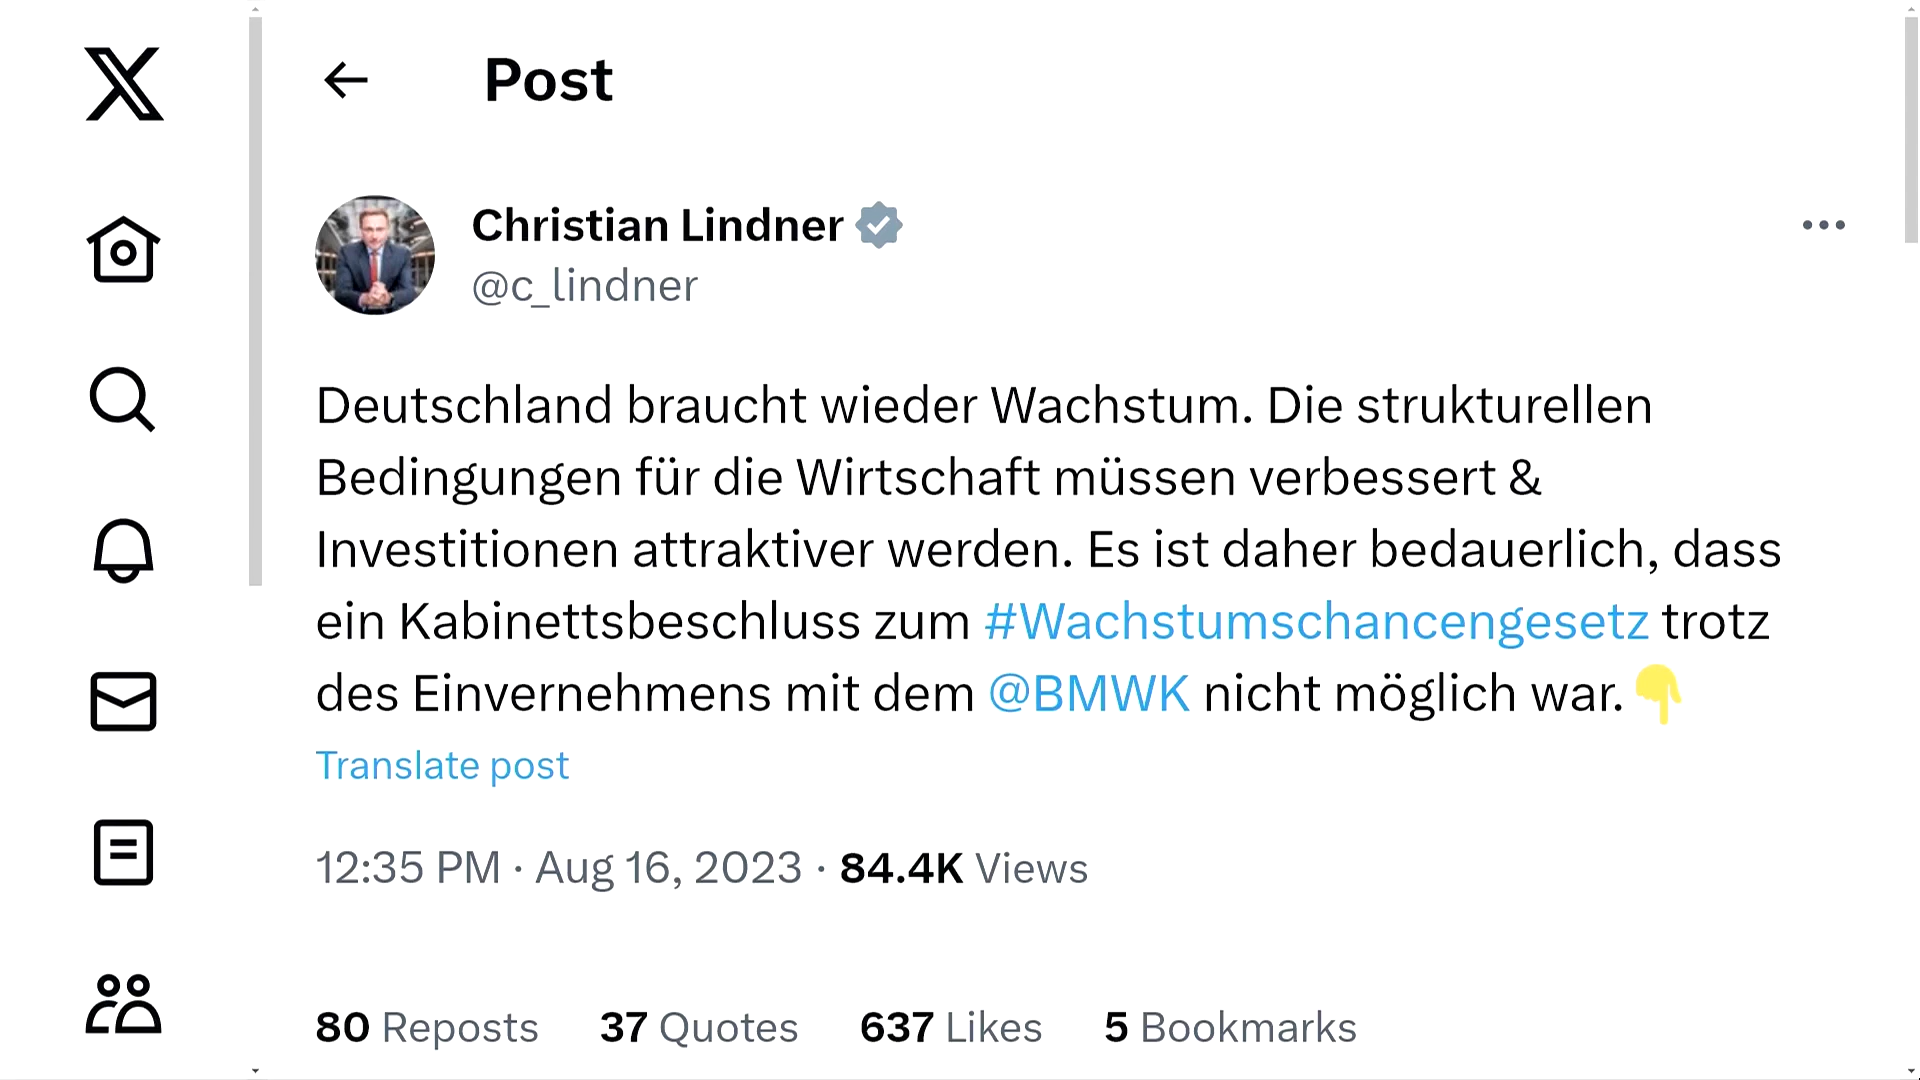 Post
Christian Lindner
@c_lindner
Deutschland braucht wieder Wachstum. Die strukturellen
Bedingungen für die Wirtschaft müssen verbessert &
Investitionen attraktiver werden. Es ist daher bedauerlich, dass
ein Kabinettsbeschluss zum #Wachstumschancengesetz trotz
des Einvernehmens mit dem @BMWK nicht möglich war.👇
Translate post
12:35 PM · Aug 16, 2023 · 84.4K Views
80 Reposts 37 Quotes 637 Likes 5 Bookmarks